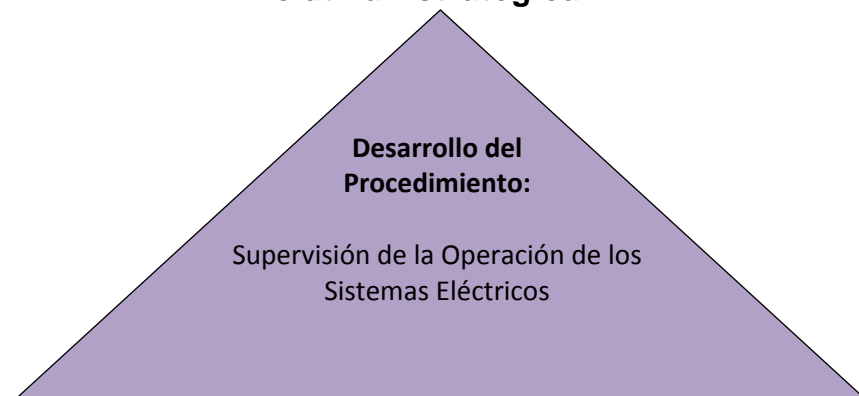 Desarrollo del
Procedimiento:
Supervisión de la Operación de los
Sistemas Eléctricos